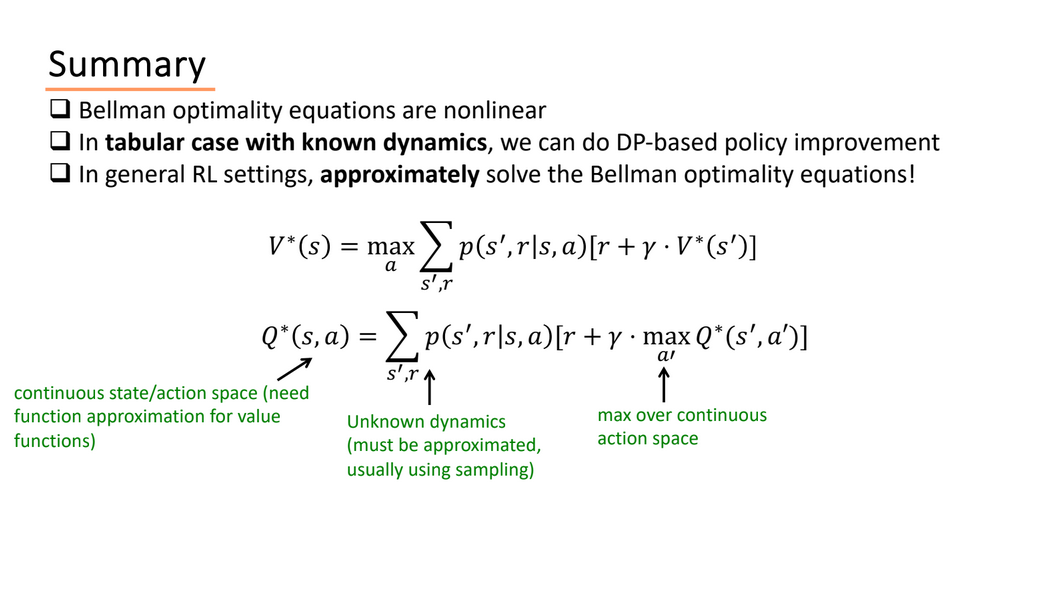 Summary
❑ Bellman optimality equations are nonlinear
❑ In tabular case with known dynamics, we can do DP-based policy improvement
❑ In general RL settings, approximately solve the Bellman optimality equations!
V*(s) = max_a ∑_{s′,r} p(s′, r|s, a)[r + γ · V*(s′)]
Q*(s, a) = ∑_{s′,r} p(s′, r|s, a)[r + γ · max_{a′} Q*(s′, a′)]
continuous state/action space (need
function approximation for value
functions)
Unknown dynamics
(must be approximated,
usually using sampling)
max over continuous
action space